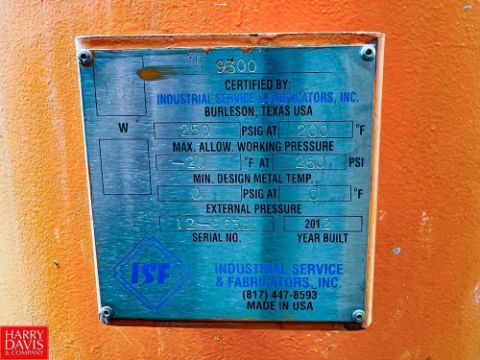 9300
CERTIFIED BY:
INDUSTRIAL SERVICE & FABRICATORS, INC.
BURLESON, TEXAS USA
W 250 PSIG AT 200 °F
MAX. ALLOW. WORKING PRESSURE
-20 °F AT 250 PSI
MIN. DESIGN METAL TEMP.
0 PSIG AT 0 °F
EXTERNAL PRESSURE
2012
SERIAL NO. YEAR BUILT
ISF
INDUSTRIAL SERVICE
& FABRICATORS, INC.
(817) 447-8593
MADE IN USA
HARRY
DAVIS
& COMPANY